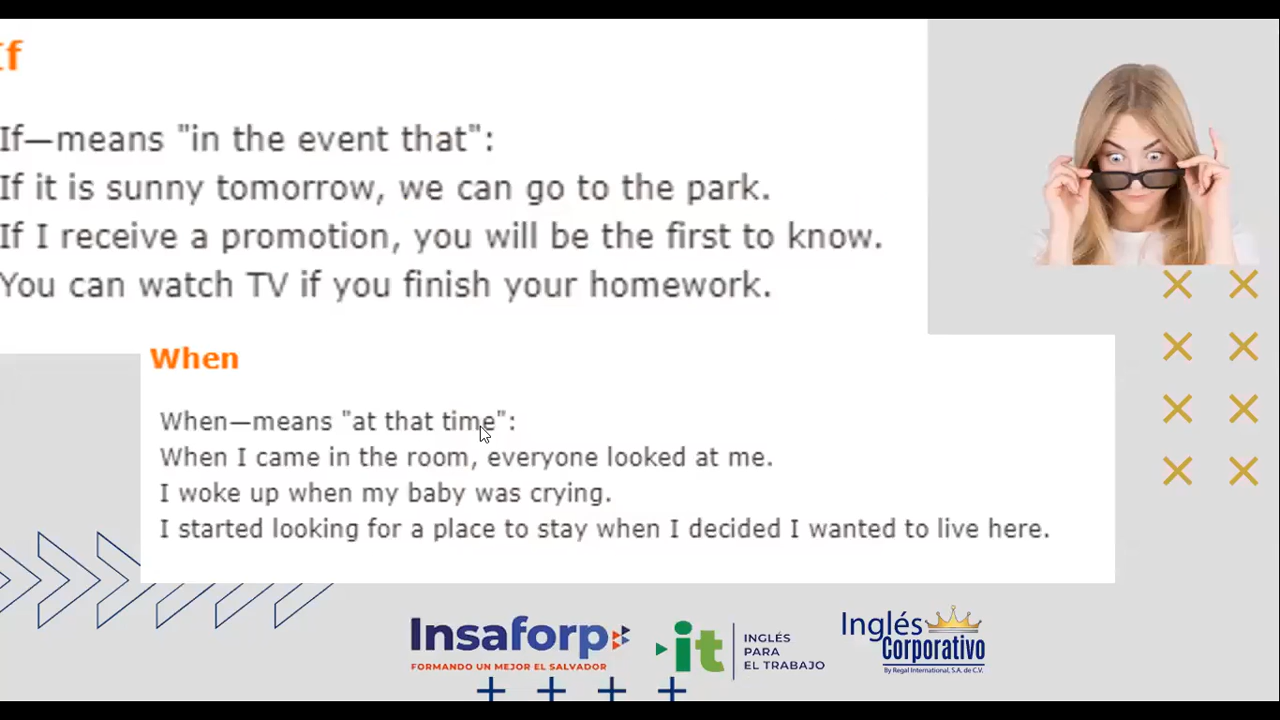 If
If—means "in the event that":
If it is sunny tomorrow, we can go to the park.
If I receive a promotion, you will be the first to know.
You can watch TV if you finish your homework.
When
When—means "at that time":
When I came in the room, everyone looked at me.
I woke up when my baby was crying.
I started looking for a place to stay when I decided I wanted to live here.
Insaforp
FORMANDO UN MEJOR EL SALVADOR
it
INGLÉS
PARA
EL TRABAJO
Inglés
Corporativo
By Regal International, S.A. de C.V.